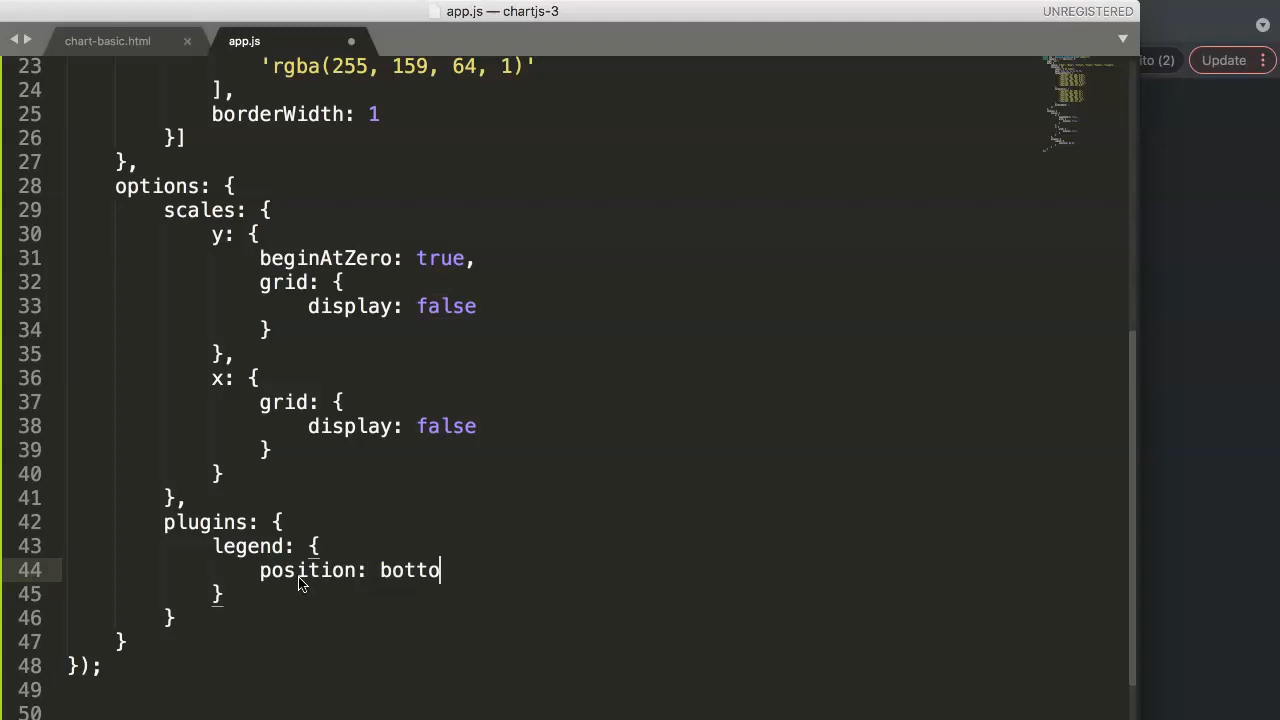 app.js — chartjs-3
UNREGISTERED
chart-basic.html
app.js
ito (2)
Update
23 'rgba(255, 159, 64, 1)'
24 ],
25 borderWidth: 1
26 }]
27 },
28 options: {
29 scales: {
30 y: {
31 beginAtZero: true,
32 grid: {
33 display: false
34 }
35 },
36 x: {
37 grid: {
38 display: false
39 }
40 }
41 },
42 plugins: {
43 legend: {
44 position: botto
45 }
46 }
47 }
48 });
49
50